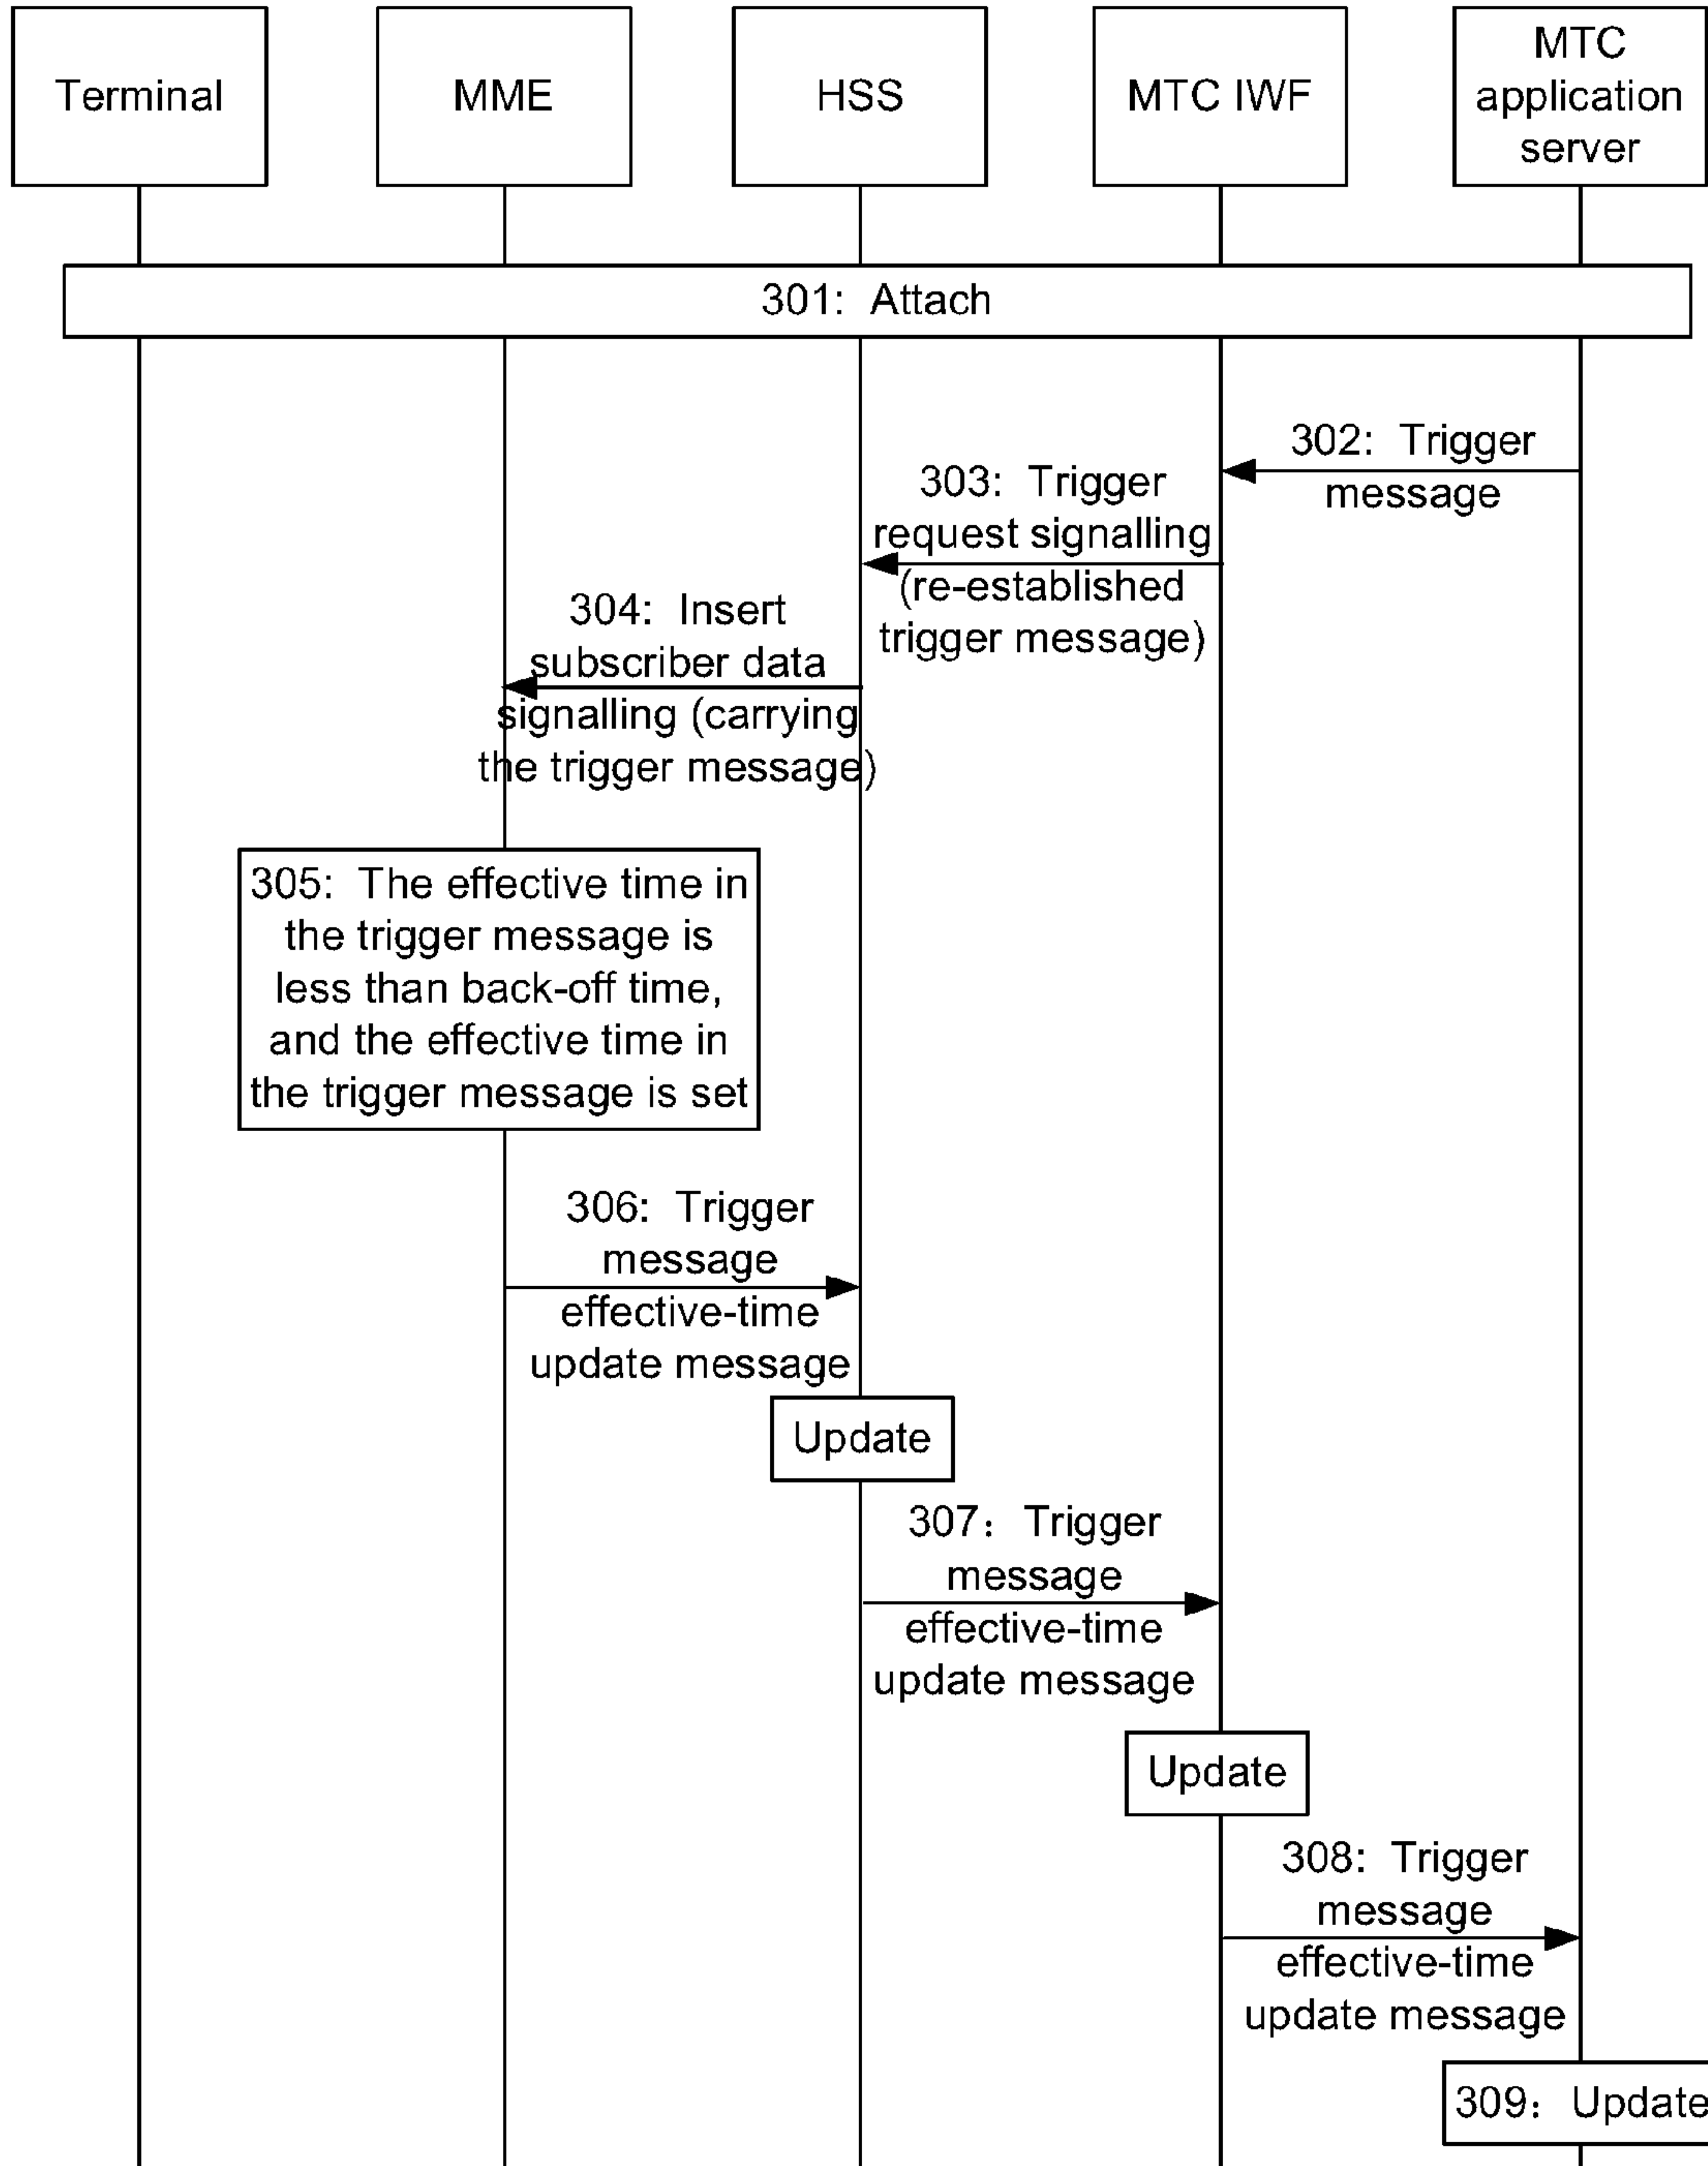 Terminal
MME
HSS
MTC IWF
MTC
application
server
301: Attach
302: Trigger
message
303: Trigger
request signalling
(re-established
trigger message)
304: Insert
subscriber data
signalling (carrying
the trigger message)
305: The effective time in
the trigger message is
less than back-off time,
and the effective time in
the trigger message is set
306: Trigger
message
effective-time
update message
Update
307: Trigger
message
effective-time
update message
Update
308: Trigger
message
effective-time
update message
309: Update